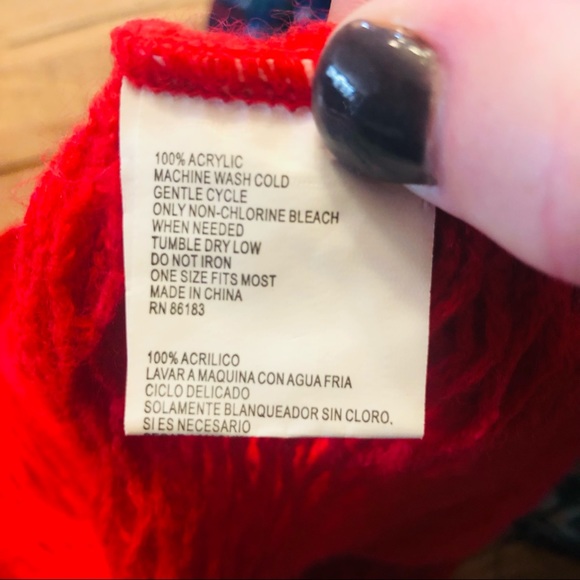 100% ACRYLIC
MACHINE WASH COLD
GENTLE CYCLE
ONLY NON-CHLORINE BLEACH
WHEN NEEDED
TUMBLE DRY LOW
DO NOT IRON
ONE SIZE FITS MOST
MADE IN CHINA
RN 86183
100% ACRILICO
LAVAR A MAQUINA CON AGUA FRIA
CICLO DELICADO
SOLAMENTE BLANQUEADOR SIN CLORO,
SI ES NECESARIO